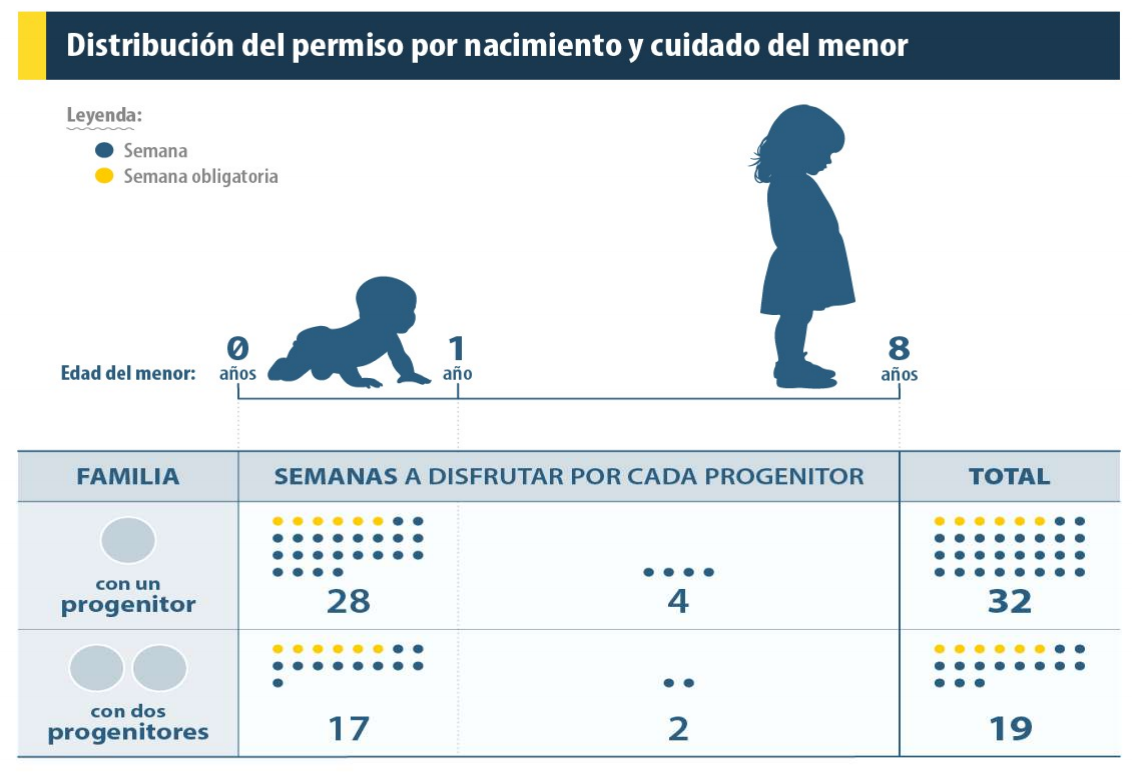 Distribución del permiso por nacimiento y cuidado del menor
Leyenda:
Semana
Semana obligatoria
Edad del menor:
0
años
1
año
8
años
FAMILIA
SEMANAS A DISFRUTAR POR CADA PROGENITOR
TOTAL
con un
progenitor
28
4
32
con dos
progenitores
17
2
19